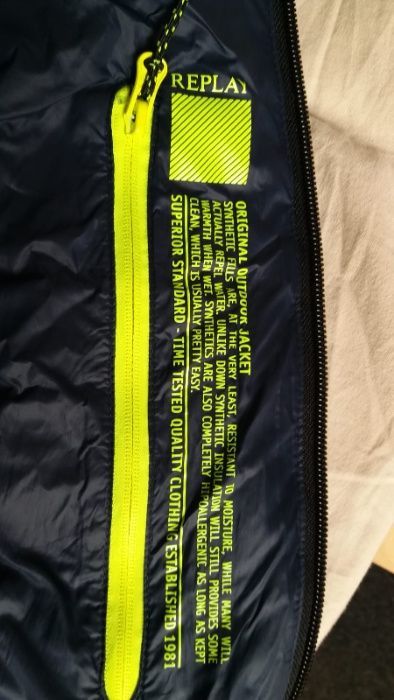 REPLAY
ORIGINAL OUTDOOR JACKET
SYNTHETIC FILLS ARE, AT THE VERY LEAST, RESISTANT TO MOISTURE, WHILE MANY WILL
ACTUALLY REPEL WATER. UNLIKE DOWN SYNTHETIC INSULATION WILL STILL PROVIDES SOME
WARMTH WHEN WET. SYNTHETICS ARE ALSO COMPLETELY HIPOALLERGENIC AS LONG AS KEPT
CLEAN, WHICH IS USUALLY PRETTY EASY.
SUPERIOR STANDARD - TIME TESTED QUALITY CLOTHING ESTABLISHED 1981